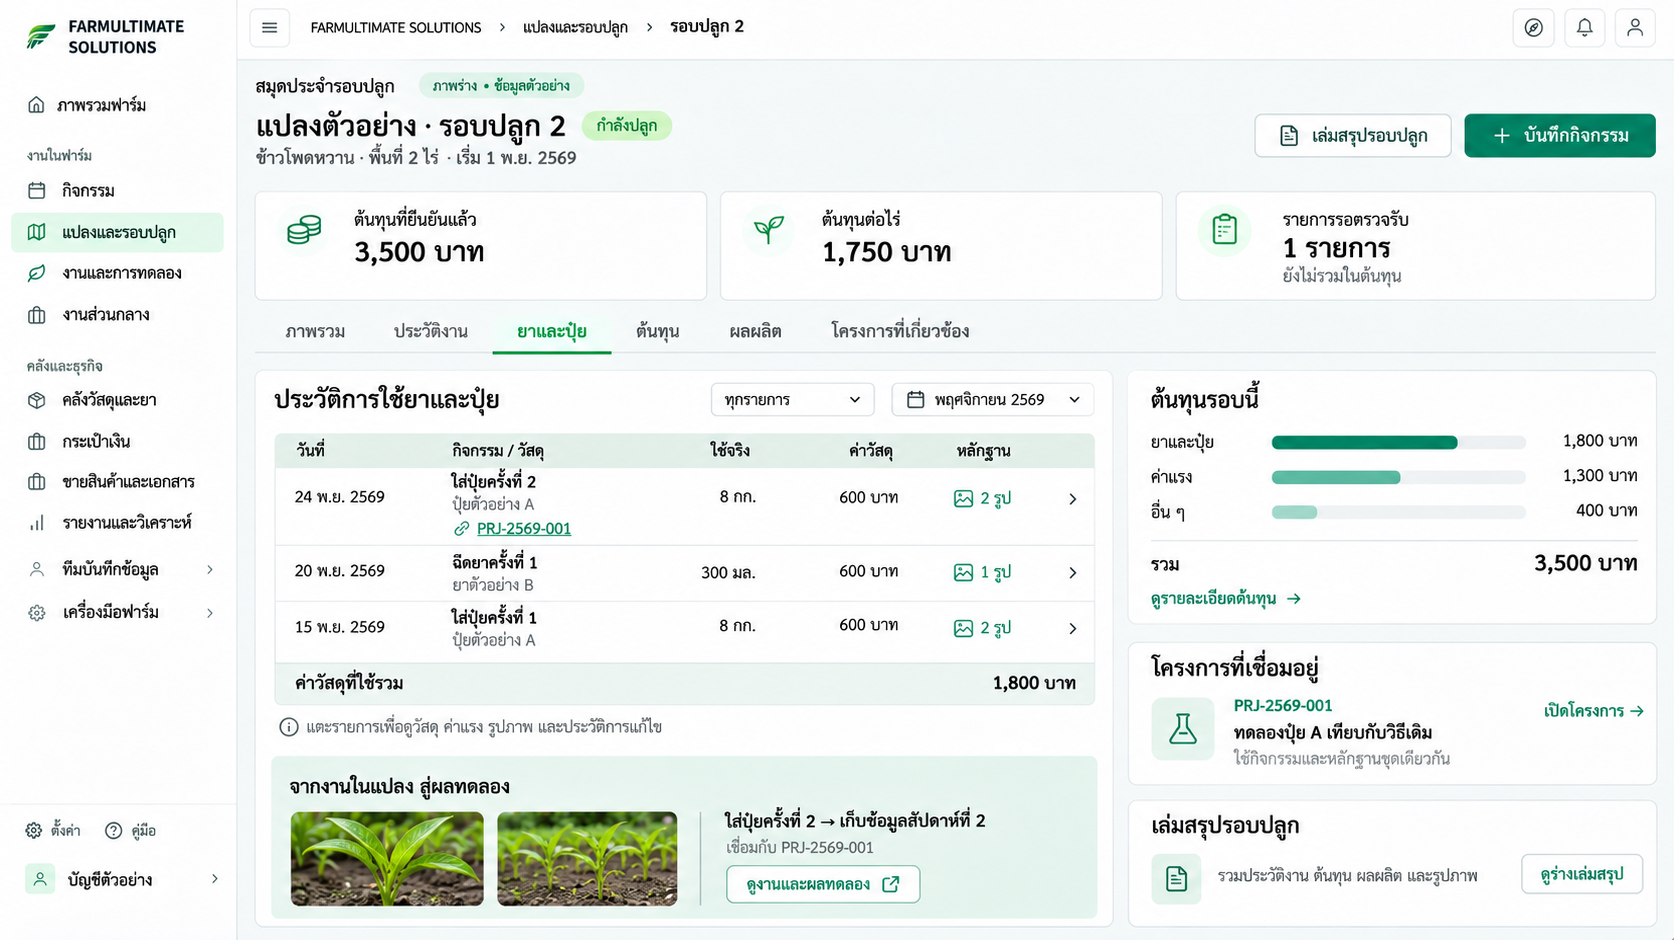 FARMULTIMATE
SOLUTIONS
ภาพรวมฟาร์ม
งานในฟาร์ม
กิจกรรม
แปลงและรอบปลูก
งานและการทดลอง
งานส่วนกลาง
คลังและธุรกิจ
คลังวัสดุและยา
กระเป๋าเงิน
ขายสินค้าและเอกสาร
รายงานและวิเคราะห์
ทีมบันทึกข้อมูล
เครื่องมือฟาร์ม
ตั้งค่า
คู่มือ
บัญชีตัวอย่าง
FARMULTIMATE SOLUTIONS > แปลงและรอบปลูก > รอบปลูก 2
สมุดประจำรอบปลูก
ภาพร่าง • ข้อมูลตัวอย่าง
แปลงตัวอย่าง · รอบปลูก 2
กำลังปลูก
ข้าวโพดหวาน · พื้นที่ 2 ไร่ · เริ่ม 1 พ.ย. 2569
เล่มสรุปรอบปลูก
+ บันทึกกิจกรรม
ต้นทุนที่ยืนยันแล้ว
3,500 บาท
ต้นทุนต่อไร่
1,750 บาท
รายการรอตรวจรับ
1 รายการ
ยังไม่รวมในต้นทุน
ภาพรวม
ประวัติงาน
ยาและปุ๋ย
ต้นทุน
ผลผลิต
โครงการที่เกี่ยวข้อง
ประวัติการใช้ยาและปุ๋ย
ทุกรายการ
พฤศจิกายน 2569
วันที่ กิจกรรม / วัสดุ ใช้จริง ค่าวัสดุ หลักฐาน
24 พ.ย. 2569 ใส่ปุ๋ยครั้งที่ 2 8 กก. 600 บาท 2 รูป
ปุ๋ยตัวอย่าง A
PRJ-2569-001
20 พ.ย. 2569 ฉีดยาครั้งที่ 1 300 มล. 600 บาท 1 รูป
ยาตัวอย่าง B
15 พ.ย. 2569 ใส่ปุ๋ยครั้งที่ 1 8 กก. 600 บาท 2 รูป
ปุ๋ยตัวอย่าง A
ค่าวัสดุที่ใช้รวม 1,800 บาท
แตะรายการเพื่อดูวัสดุ ค่าแรง รูปภาพ และประวัติการแก้ไข
จากงานในแปลง สู่ผลทดลอง
ใส่ปุ๋ยครั้งที่ 2 → เก็บข้อมูลสัปดาห์ที่ 2
เชื่อมกับ PRJ-2569-001
ดูงานและผลทดลอง
ต้นทุนรอบนี้
ยาและปุ๋ย 1,800 บาท
ค่าแรง 1,300 บาท
อื่น ๆ 400 บาท
รวม 3,500 บาท
ดูรายละเอียดต้นทุน →
โครงการที่เชื่อมอยู่
PRJ-2569-001
เปิดโครงการ →
ทดลองปุ๋ย A เทียบกับวิธีเดิม
ใช้กิจกรรมและหลักฐานชุดเดียวกัน
เล่มสรุปรอบปลูก
รวมประวัติงาน ต้นทุน ผลผลิต และรูปภาพ
ดูร่างเล่มสรุป